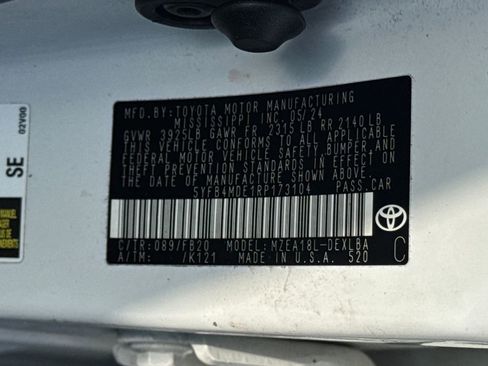 MFD.BY: TOYOTA MOTOR MANUFACTURING
MISSISSIPPI INC. 05/24
GVWR 3925LB GAWR FR 2315 LB RR 2140 LB
THIS VEHICLE CONFORMS TO ALL APPLICABLE
FEDERAL MOTOR VEHICLE SAFETY, BUMPER, AND
THEFT PREVENTION STANDARDS IN EFFECT ON
THE DATE OF MANUFACTURE SHOWN ABOVE.
5YFB4MDE1RP173104 PASS.CAR
C/TR: 089/FB20 MODEL: MZEA18L-DEXLBA
A/TM: /K121 MADE IN U.S.A. 520 C
02V00
SE